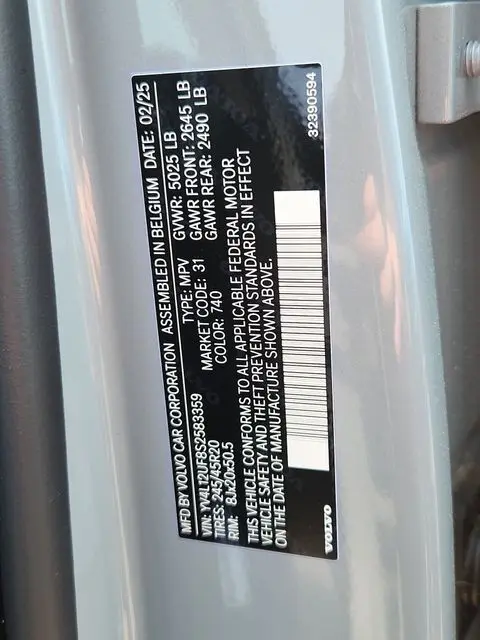 MFD BY VOLVO CAR CORPORATION ASSEMBLED IN BELGIUM DATE: 02/25
VIN: YV4L12UF8S2583359 TYPE: MPV GVWR: 5025 LB
TIRES: 245/45R20 MARKET CODE: 31 GAWR FRONT: 2645 LB
RIM: 8Jx20x50.5 COLOR: 740 GAWR REAR: 2490 LB
THIS VEHICLE CONFORMS TO ALL APPLICABLE FEDERAL MOTOR
VEHICLE SAFETY AND THEFT PREVENTION STANDARDS IN EFFECT
ON THE DATE OF MANUFACTURE SHOWN ABOVE.
VOLVO 32390594